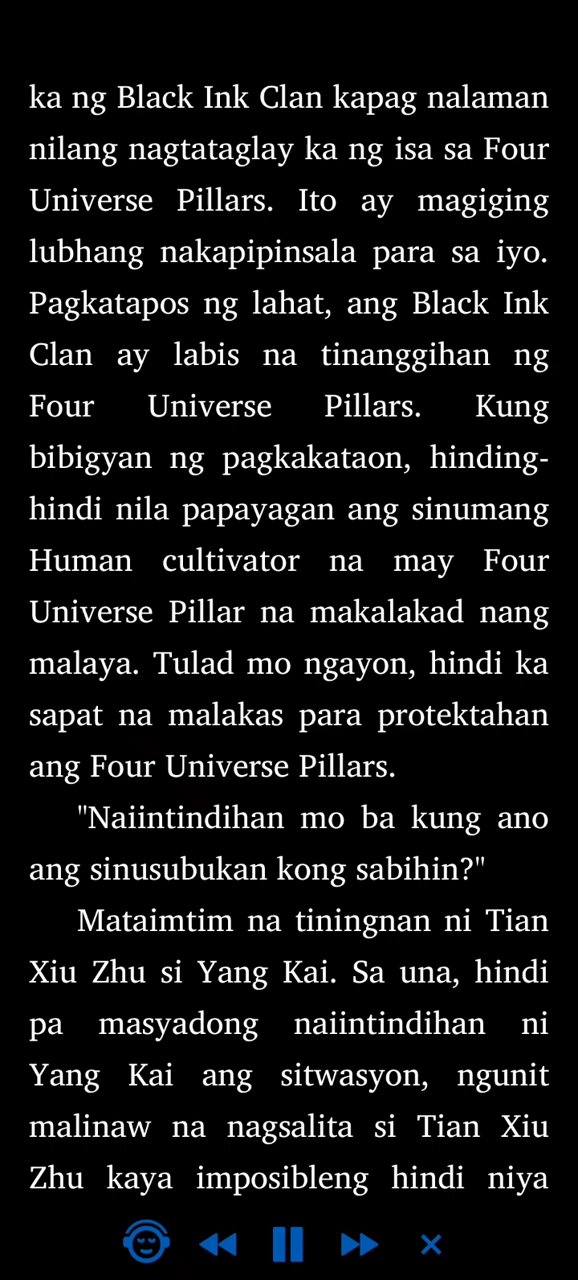 ka ng Black Ink Clan kapag nalaman
nilang nagtataglay ka ng isa sa Four
Universe Pillars. Ito ay magiging
lubhang nakapipinsala para sa iyo.
Pagkatapos ng lahat, ang Black Ink
Clan ay labis na tinanggihan ng
Four Universe Pillars. Kung
bibigyan ng pagkakataon, hinding-
hindi nila papayagan ang sinumang
Human cultivator na may Four
Universe Pillar na makalakad nang
malaya. Tulad mo ngayon, hindi ka
sapat na malakas para protektahan
ang Four Universe Pillars.
"Naiintindihan mo ba kung ano
ang sinusubukan kong sabihin?"
Mataimtim na tiningnan ni Tian
Xiu Zhu si Yang Kai. Sa una, hindi
pa masyadong naiintindihan ni
Yang Kai ang sitwasyon, ngunit
malinaw na nagsalita si Tian Xiu
Zhu kaya imposibleng hindi niya